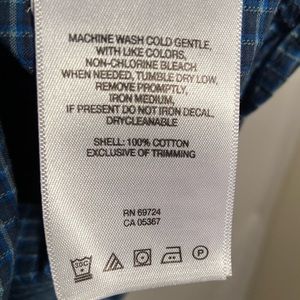 MACHINE WASH COLD GENTLE,
WITH LIKE COLORS,
NON-CHLORINE BLEACH
WHEN NEEDED, TUMBLE DRY LOW,
REMOVE PROMPTLY,
IRON MEDIUM,
IF PRESENT DO NOT IRON DECAL,
DRYCLEANABLE
SHELL: 100% COTTON
EXCLUSIVE OF TRIMMING
RN 69724
CA 05367
30C P